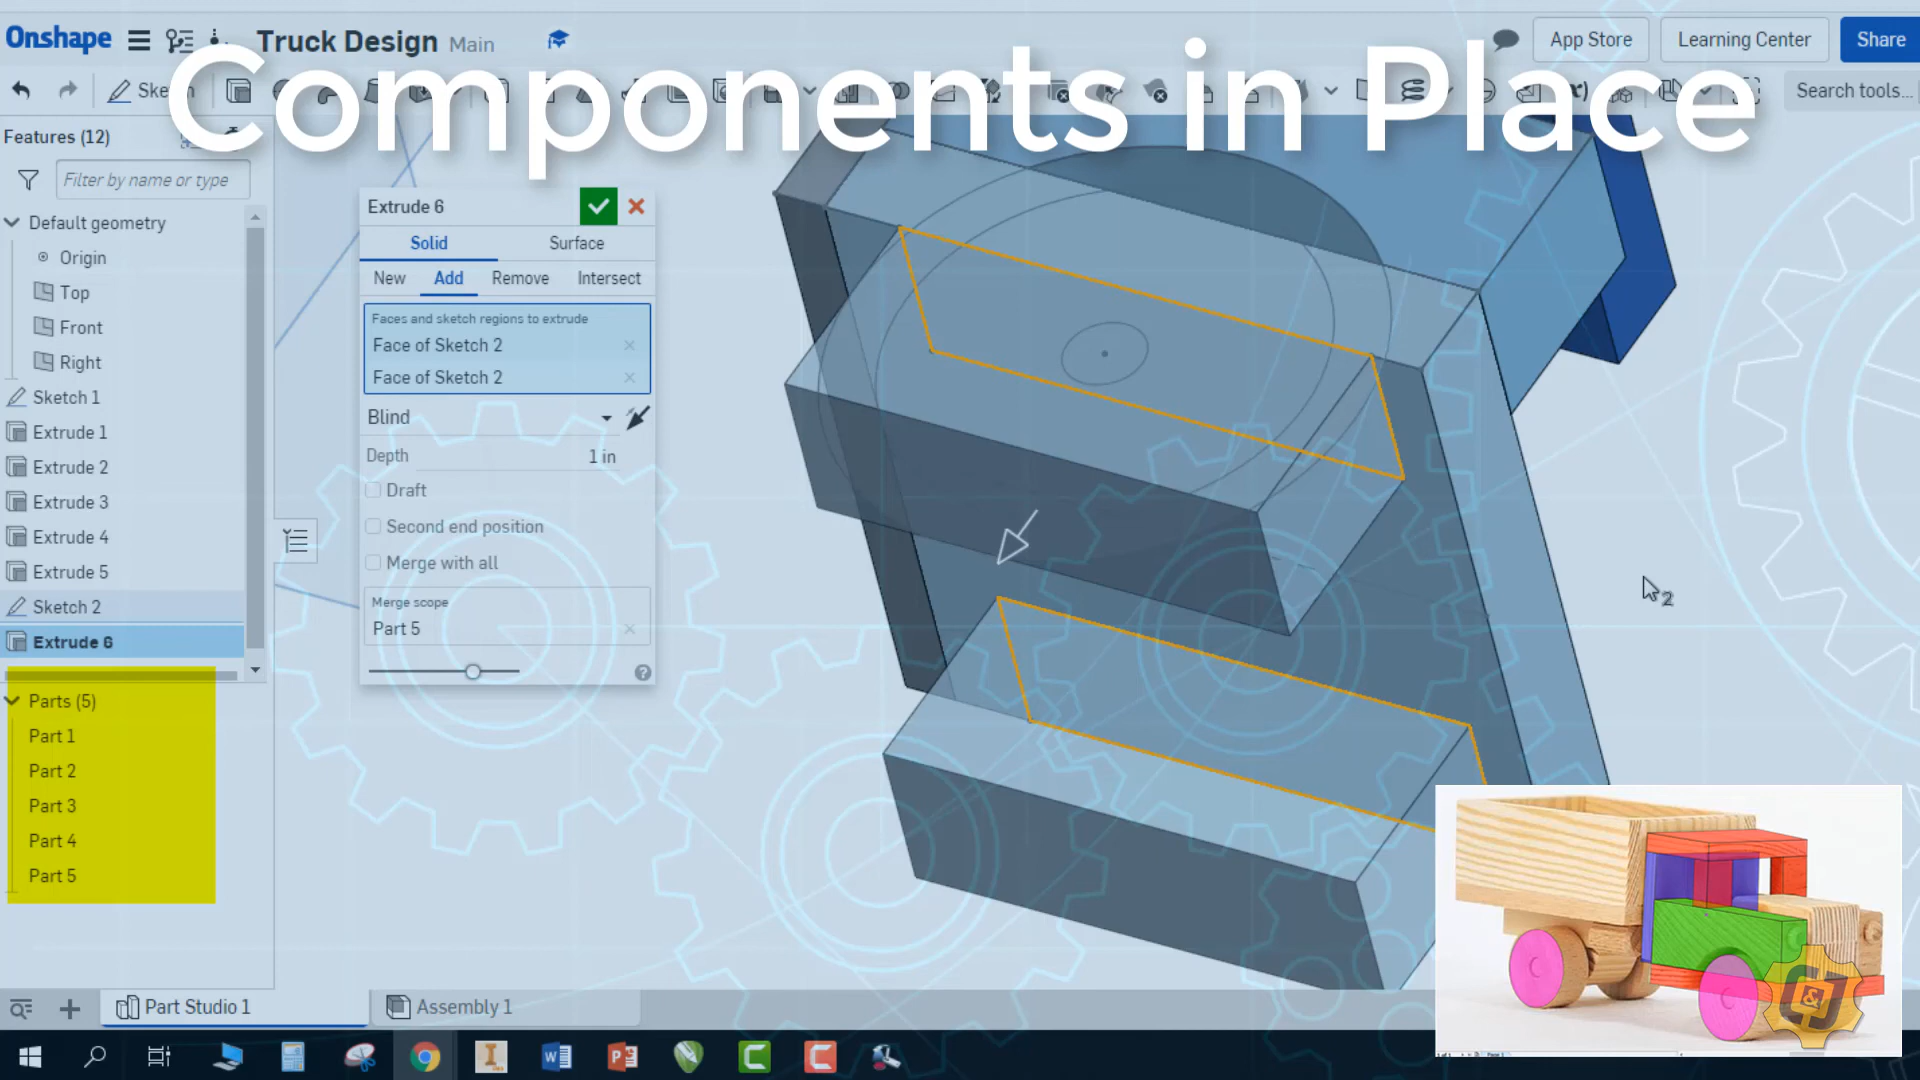 Onshape
Truck Design Main
App Store
Learning Center
Share
Components in Place
Search tools...
Features (12)
Filter by name or type
Default geometry
Origin
Top
Front
Right
Sketch 1
Extrude 1
Extrude 2
Extrude 3
Extrude 4
Extrude 5
Sketch 2
Extrude 6
Parts (5)
Part 1
Part 2
Part 3
Part 4
Part 5
Extrude 6
Solid Surface
New Add Remove Intersect
Faces and sketch regions to extrude
Face of Sketch 2
Face of Sketch 2
Blind
Depth 1 in
Draft
Second end position
Merge with all
Merge scope
Part 5
2
Part Studio 1
Assembly 1